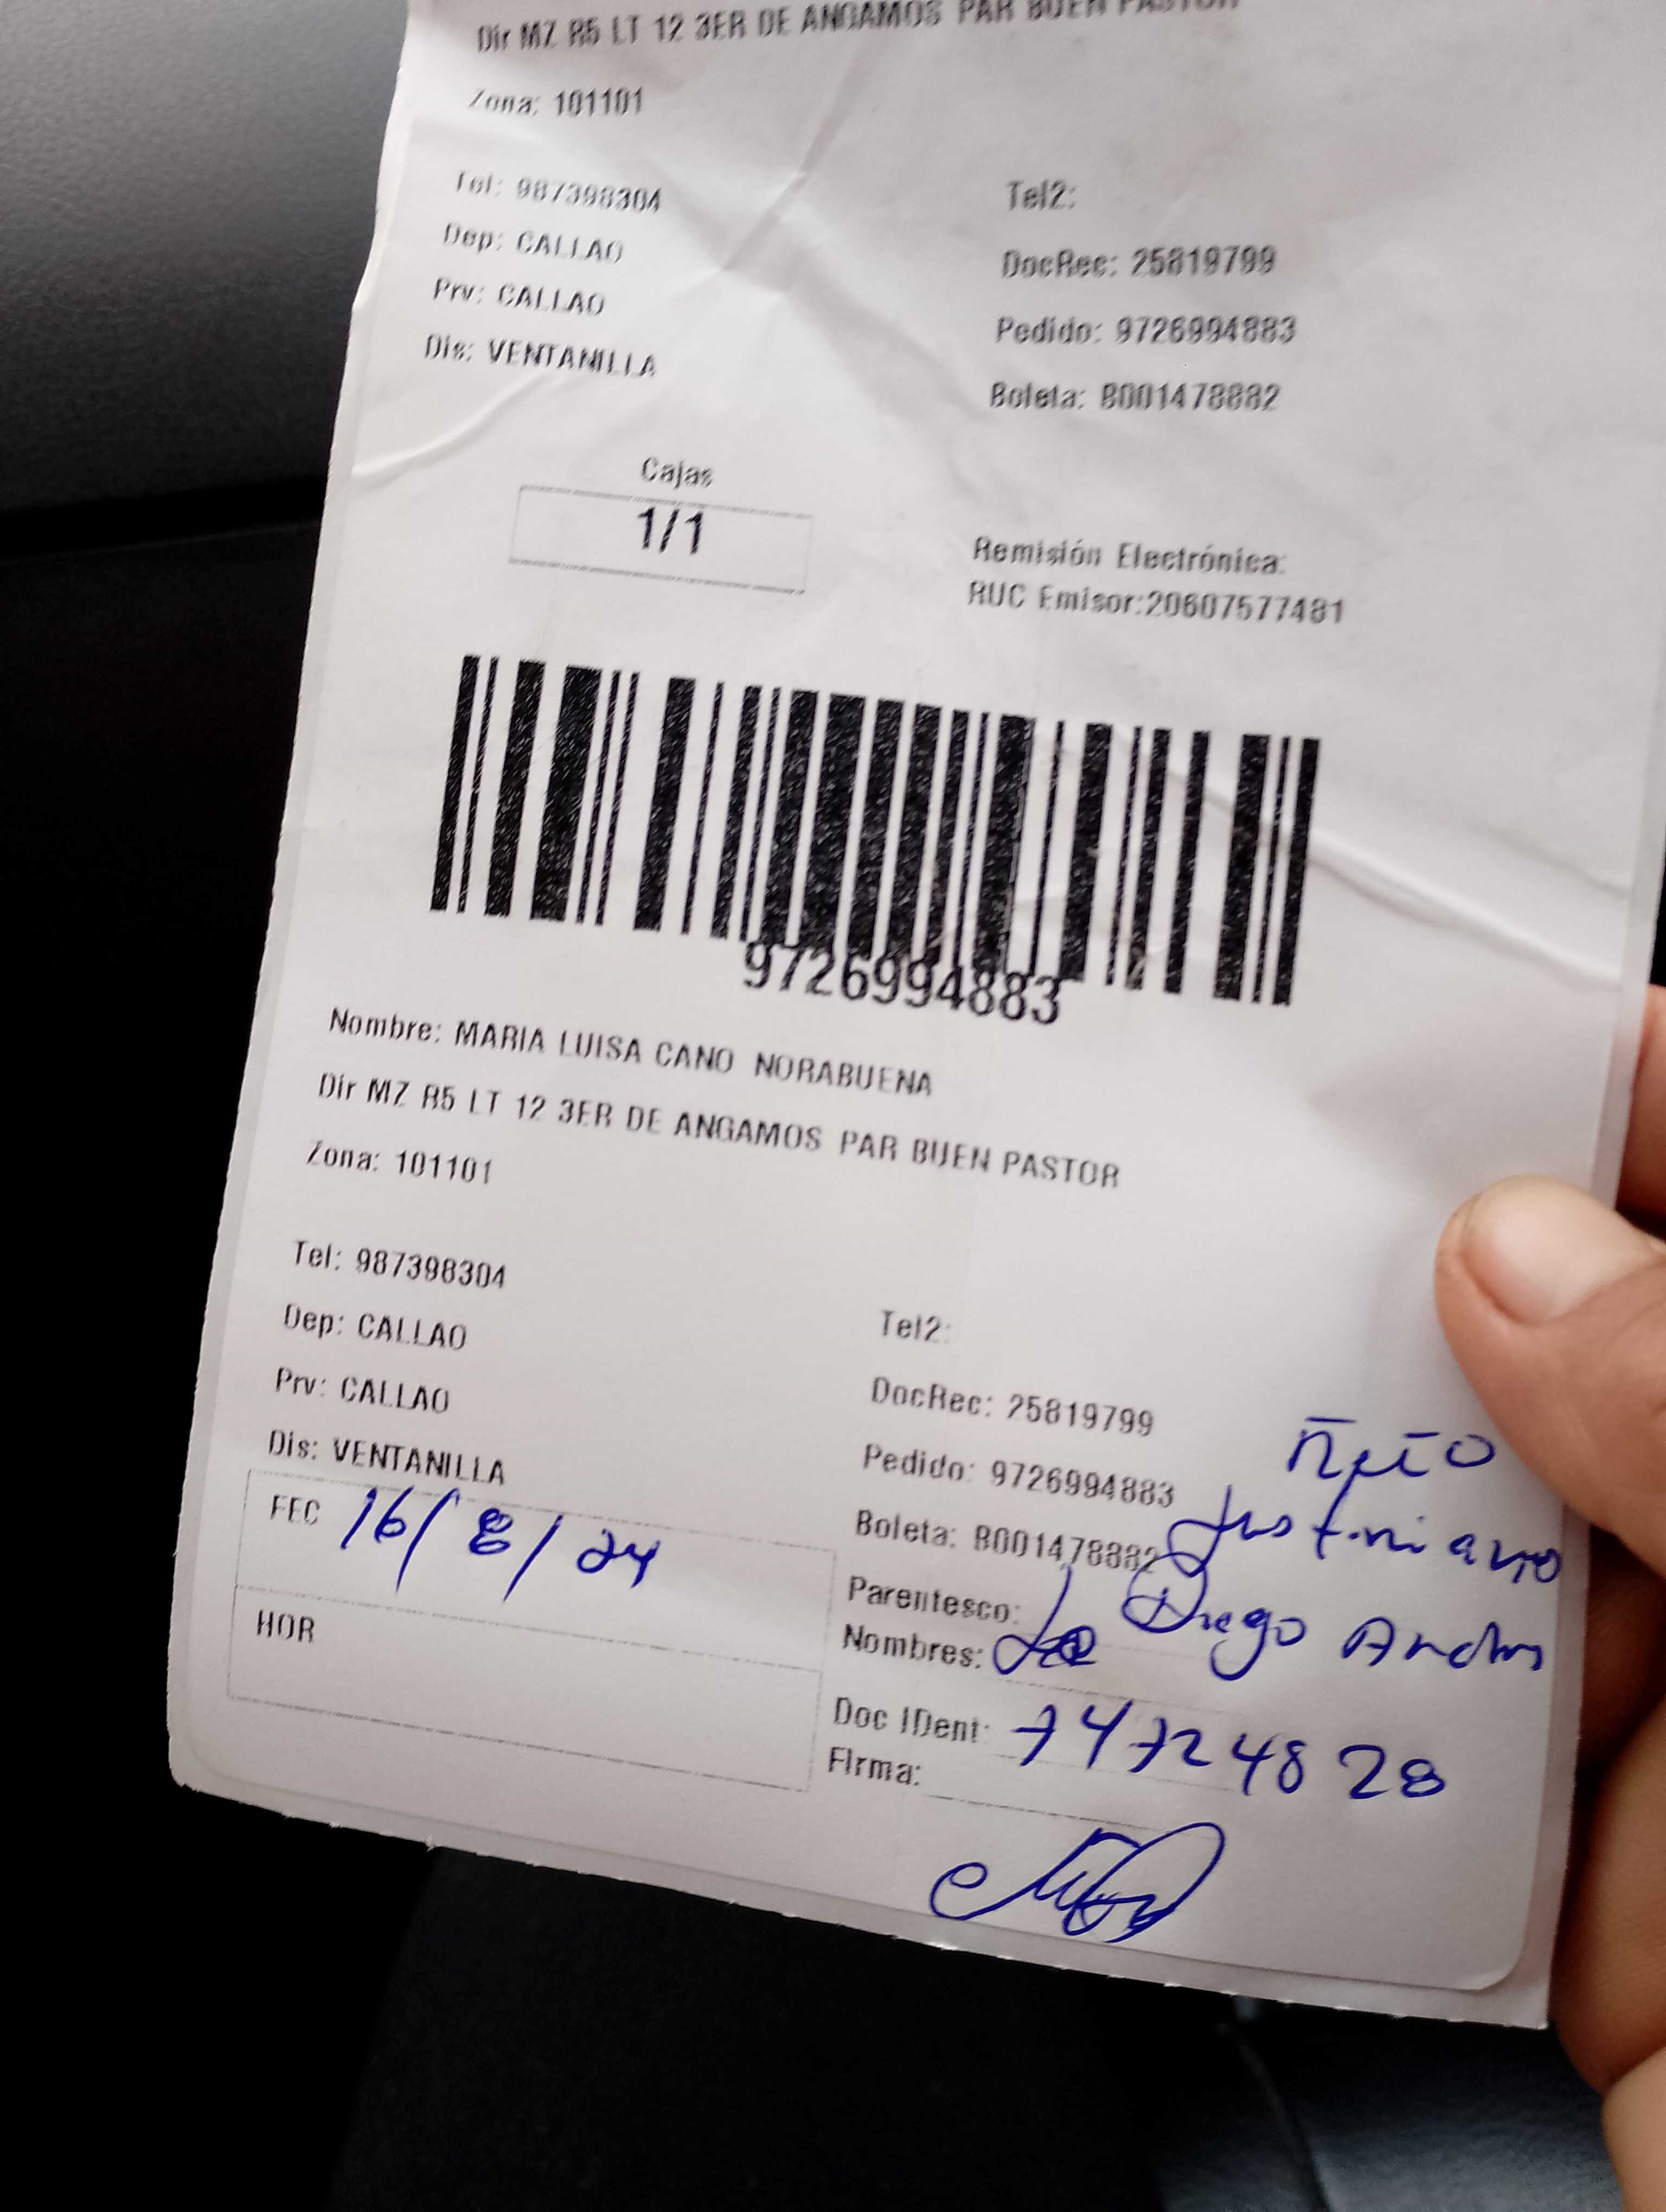 Dir MZ R5 LT 12 3ER DE ANGAMOS PAR BUEN PASTOR
Zona: 101101
Tel: 987398304
Tel2:
Dep: CALLAO
DocRec: 25819799
Prv: CALLAO
Pedido: 9726994883
Dis: VENTANILLA
Boleta: B001478882
Cajas
1/1
Remisión Electrónica:
RUC Emisor:20607577481
9726994883
Nombre: MARIA LUISA CANO NORABUENA
Dir MZ R5 LT 12 3ER DE ANGAMOS PAR BUEN PASTOR
Zona: 101101
Tel: 987398304
Tel2:
Dep: CALLAO
DocRec: 25819799
Prv: CALLAO
Pedido: 9726994883
Dis: VENTANILLA
Boleta: B001478882
Justiniano
FEC 16/8/24
Parentesco:
Nombres: Diego
HOR
Doc IDent: 74724828
Firma: